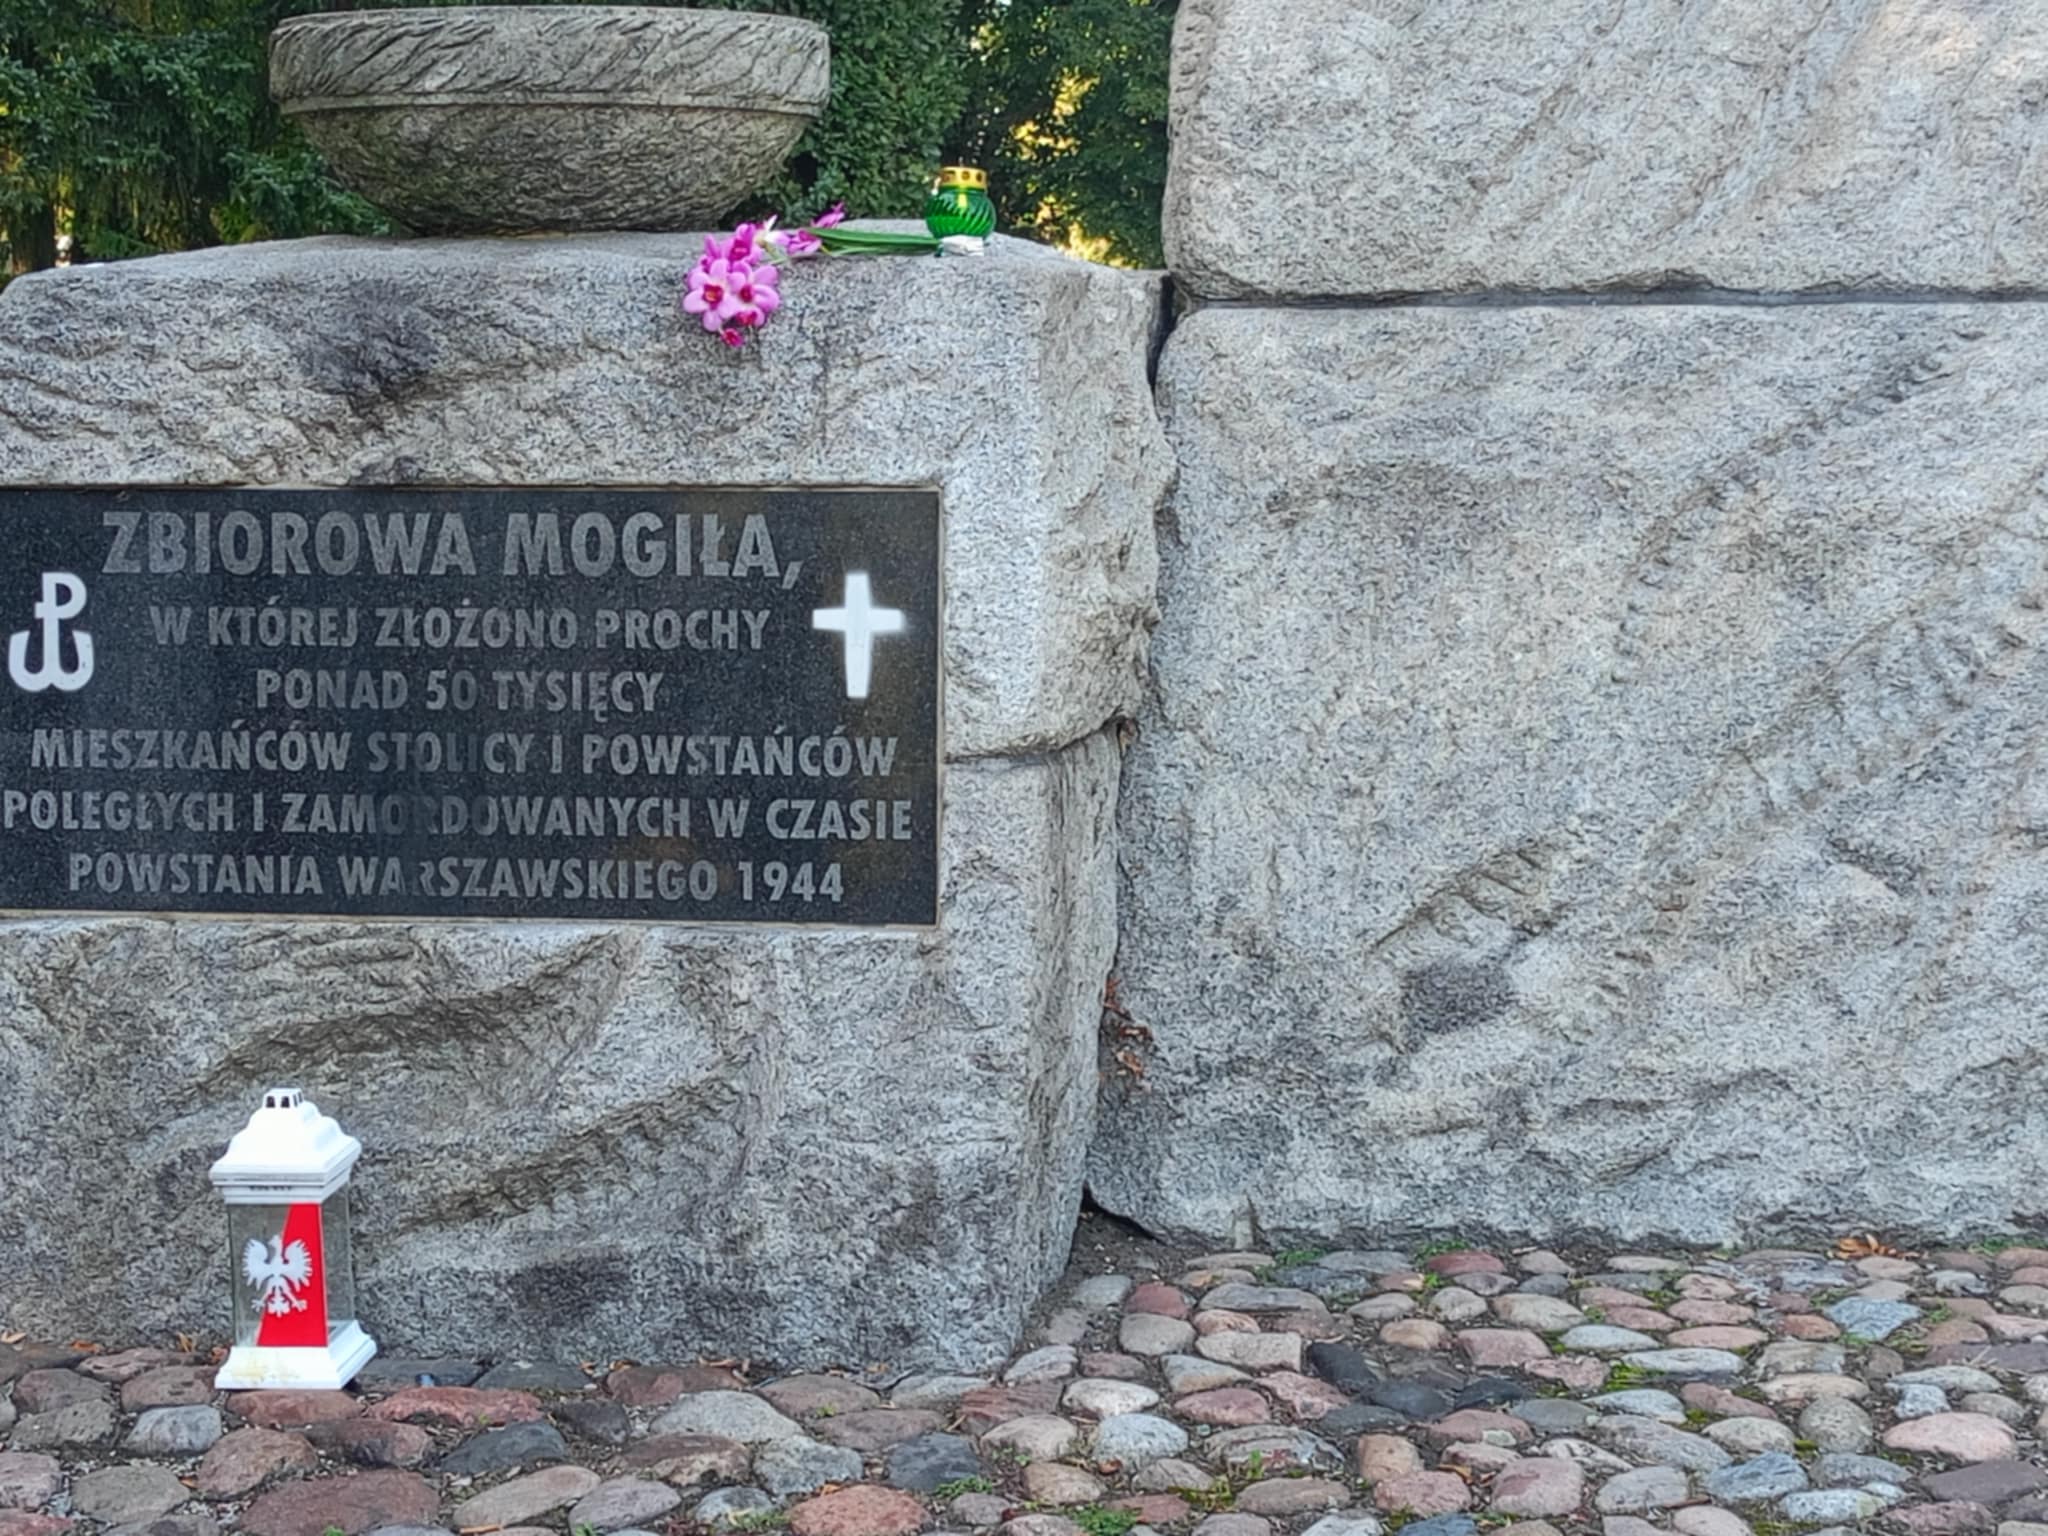 ZBIOROWA MOGIŁA,
W KTÓREJ ZŁOŻONO PROCHY
PONAD 50 TYSIĘCY
MIESZKAŃCÓW STOLICY I POWSTAŃCÓW
POLEGŁYCH I ZAMORDOWANYCH W CZASIE
POWSTANIA WARSZAWSKIEGO 1944